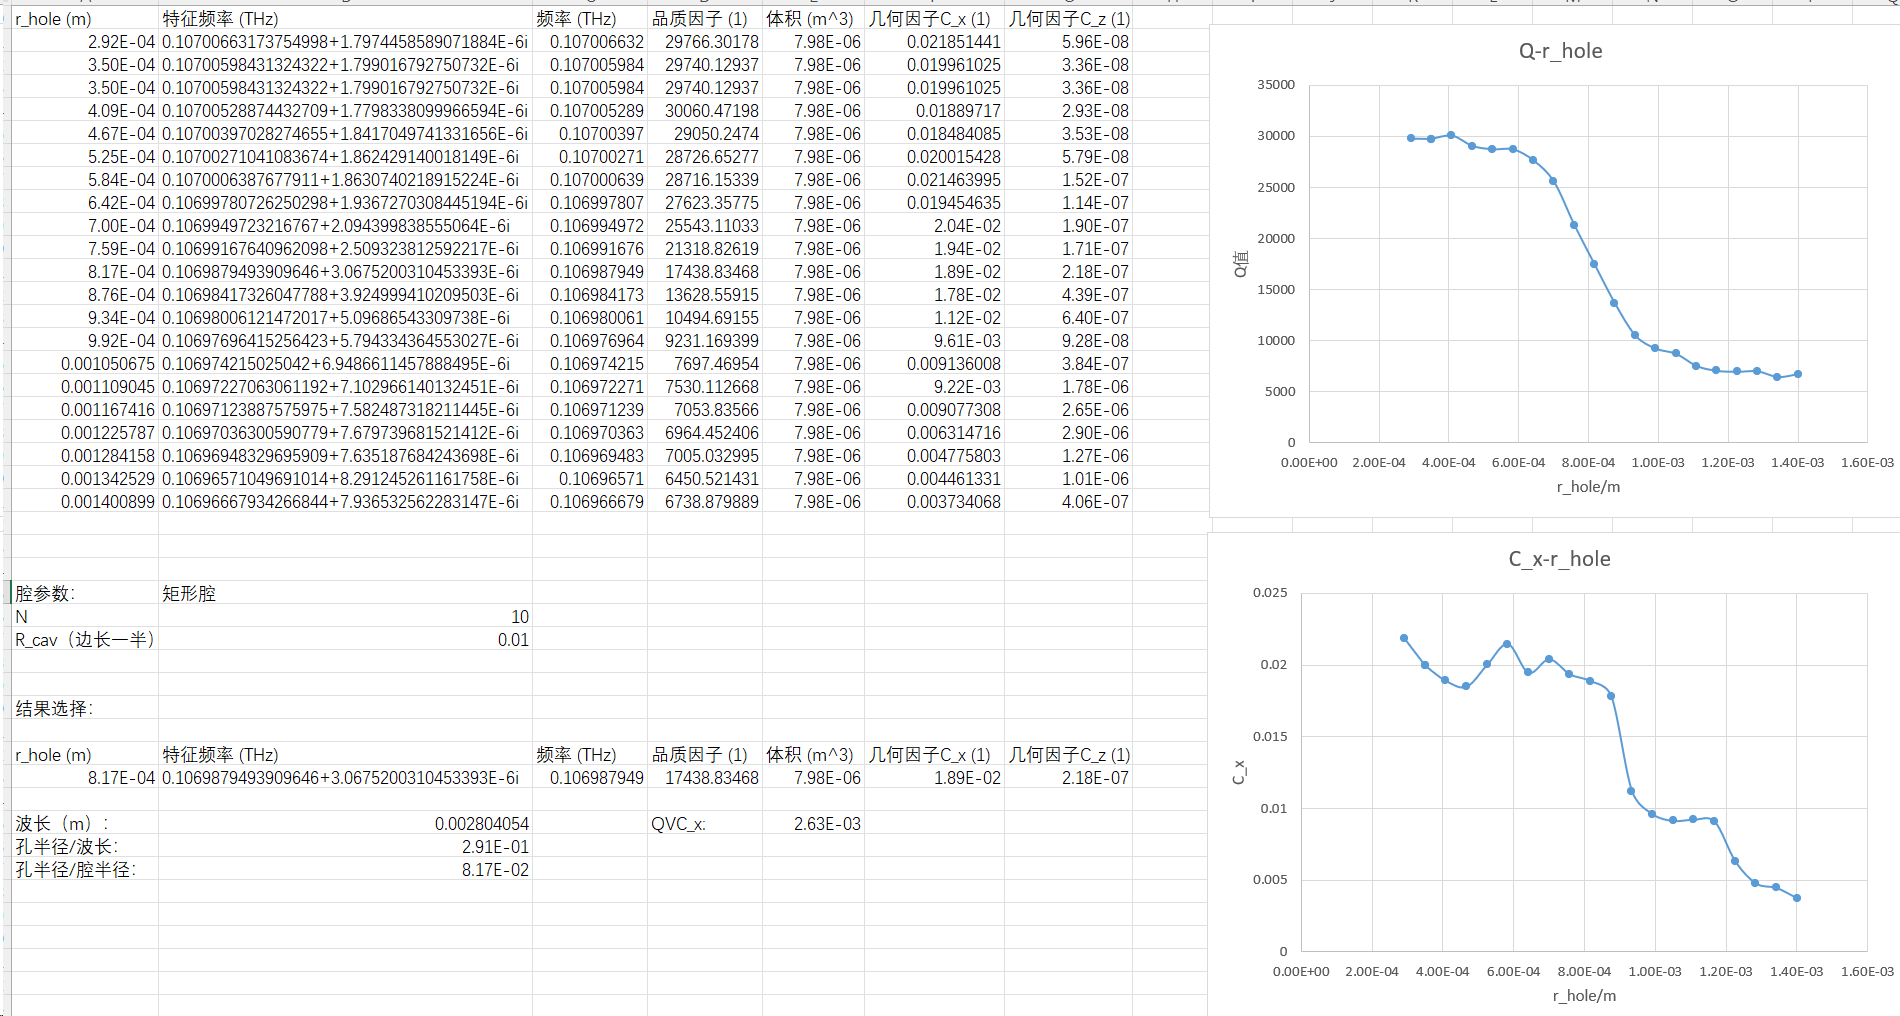 r_hole (m) 特征频率 (THz) 频率 (THz) 品质因子 (1) 体积 (m^3) 几何因子C_x (1) 几何因子C_z (1)
2.92E-04 0.10700663173754998+1.7974458589071884E-6i 0.107006632 29766.30178 7.98E-06 0.021851441 5.96E-08
3.50E-04 0.10700598431324322+1.799016792750732E-6i 0.107005984 29740.12937 7.98E-06 0.019961025 3.36E-08
3.50E-04 0.10700598431324322+1.799016792750732E-6i 0.107005984 29740.12937 7.98E-06 0.019961025 3.36E-08
4.09E-04 0.10700528874432709+1.7798338099966594E-6i 0.107005289 30060.47198 7.98E-06 0.01889717 2.93E-08
4.67E-04 0.10700397028274655+1.8417049741331656E-6i 0.10700397 29050.2474 7.98E-06 0.018484085 3.53E-08
5.25E-04 0.10700271041083674+1.862429140018149E-6i 0.10700271 28726.65277 7.98E-06 0.020015428 5.79E-08
5.84E-04 0.1070006387677911+1.8630740218915224E-6i 0.107000639 28716.15339 7.98E-06 0.021463995 1.52E-07
6.42E-04 0.10699780726250298+1.9367270308445194E-6i 0.106997807 27623.35775 7.98E-06 0.019454635 1.14E-07
7.00E-04 0.1069949723216767+2.094399838555064E-6i 0.106994972 25543.11033 7.98E-06 2.04E-02 1.90E-07
7.59E-04 0.10699167640962098+2.509323812592217E-6i 0.106991676 21318.82619 7.98E-06 1.94E-02 1.71E-07
8.17E-04 0.1069879493909646+3.0675200310453393E-6i 0.106987949 17438.83468 7.98E-06 1.89E-02 2.18E-07
8.76E-04 0.10698417326047788+3.924999410209503E-6i 0.106984173 13628.55915 7.98E-06 1.78E-02 4.39E-07
9.34E-04 0.10698006121472017+5.09686543309738E-6i 0.106980061 10494.69155 7.98E-06 1.12E-02 6.40E-07
9.92E-04 0.10697696415256423+5.794334364553027E-6i 0.106976964 9231.169399 7.98E-06 9.61E-03 9.28E-08
0.001050675 0.106974215025042+6.9486611457888495E-6i 0.106974215 7697.46954 7.98E-06 0.009136008 3.84E-07
0.001109045 0.10697227063061192+7.102966140132451E-6i 0.106972271 7530.112668 7.98E-06 9.22E-03 1.78E-06
0.001167416 0.10697123887575975+7.582487318211445E-6i 0.106971239 7053.83566 7.98E-06 0.009077308 2.65E-06
0.001225787 0.10697036300590779+7.679739681521412E-6i 0.106970363 6964.452406 7.98E-06 0.006314716 2.90E-06
0.001284158 0.10696948329695909+7.635187684243698E-6i 0.106969483 7005.032995 7.98E-06 0.004775803 1.27E-06
0.001342529 0.10696571049691014+8.291245261161758E-6i 0.10696571 6450.521431 7.98E-06 0.004461331 1.01E-06
0.001400899 0.10696667934266844+7.936532562283147E-6i 0.106966679 6738.879889 7.98E-06 0.003734068 4.06E-07
腔参数： 矩形腔
N 10
R_cav（边长一半） 0.01
结果选择：
r_hole (m) 特征频率 (THz) 频率 (THz) 品质因子 (1) 体积 (m^3) 几何因子C_x (1) 几何因子C_z (1)
8.17E-04 0.1069879493909646+3.0675200310453393E-6i 0.106987949 17438.83468 7.98E-06 1.89E-02 2.18E-07
波长（m）： 0.002804054 QVC_x: 2.63E-03
孔半径/波长： 2.91E-01
孔半径/腔半径： 8.17E-02
Q-r_hole
35000
30000
25000
20000
15000
10000
5000
0
Q值
0.00E+00 2.00E-04 4.00E-04 6.00E-04 8.00E-04 1.00E-03 1.20E-03 1.40E-03 1.60E-03
r_hole/m
C_x-r_hole
0.025
0.02
0.015
0.01
0.005
0
C_x
0.00E+00 2.00E-04 4.00E-04 6.00E-04 8.00E-04 1.00E-03 1.20E-03 1.40E-03 1.60E-03
r_hole/m